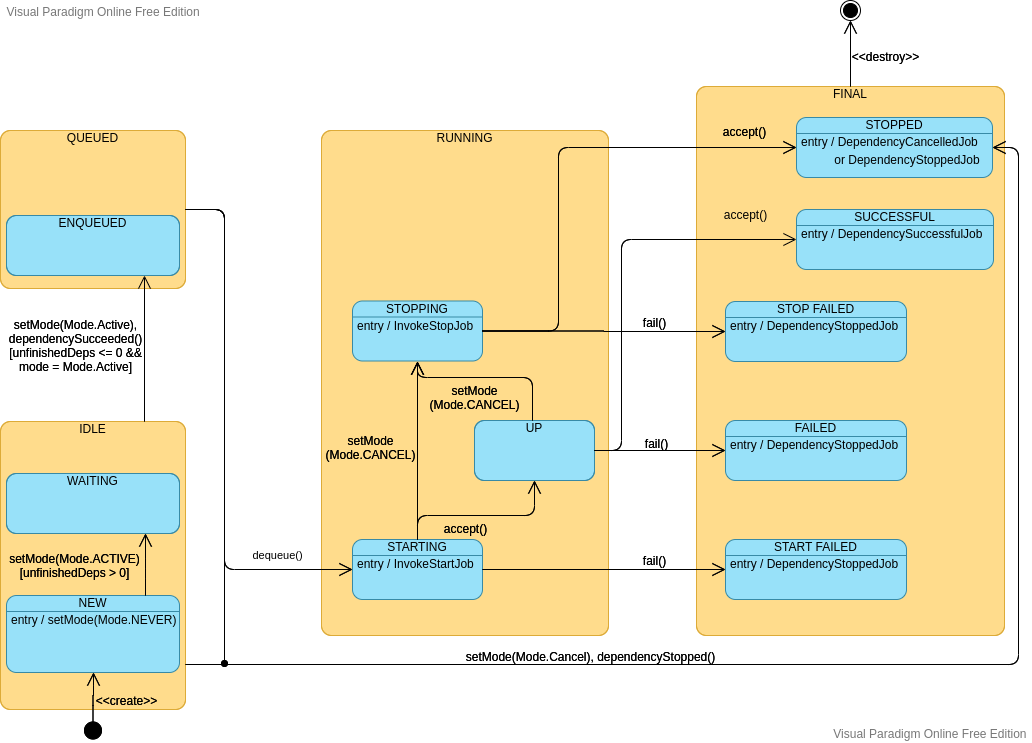 Visual Paradigm Online Free Edition
<<destroy>>
FINAL
STOPPED
entry / DependencyCancelledJob
or DependencyStoppedJob
accept()
QUEUED
RUNNING
ENQUEUED
SUCCESSFUL
entry / DependencySuccessfulJob
accept()
STOPPING
entry / InvokeStopJob
fail()
STOP FAILED
entry / DependencyStoppedJob
setMode(Mode.Active),
dependencySucceeded()
[unfinishedDeps <= 0 &&
mode = Mode.Active]
setMode
(Mode.CANCEL)
IDLE
WAITING
setMode
(Mode.CANCEL)
UP
fail()
FAILED
entry / DependencyStoppedJob
accept()
setMode(Mode.ACTIVE)
[unfinishedDeps > 0]
dequeue()
STARTING
entry / InvokeStartJob
fail()
START FAILED
entry / DependencyStoppedJob
NEW
entry / setMode(Mode.NEVER)
setMode(Mode.Cancel), dependencyStopped()
<<create>>
Visual Paradigm Online Free Edition